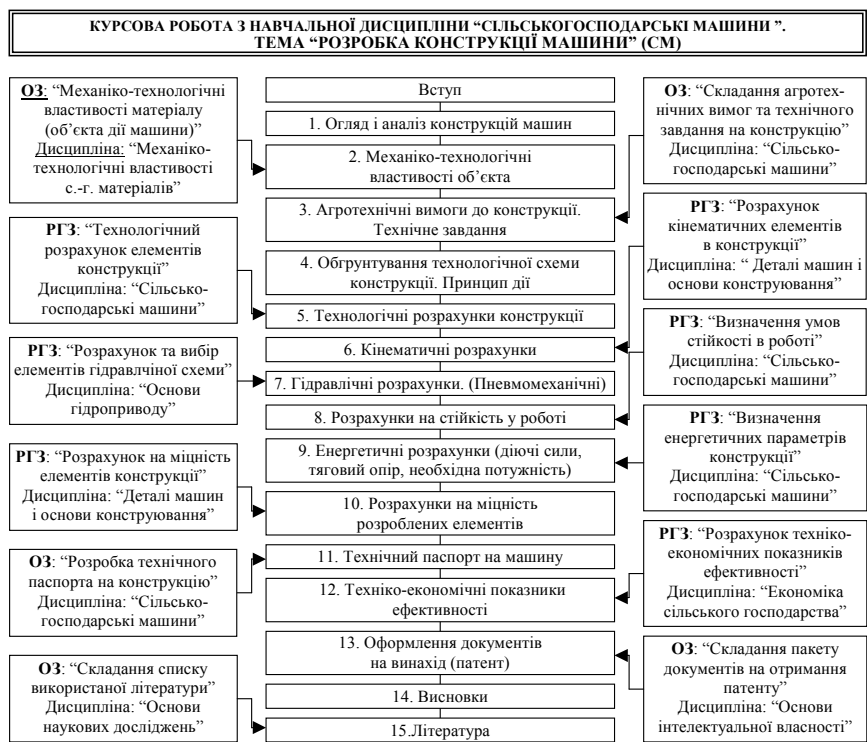 КУРСОВА РОБОТА З НАВЧАЛЬНОЇ ДИСЦИПЛІНИ “СІЛЬСЬКОГОСПОДАРСЬКІ МАШИНИ ”.
ТЕМА “РОЗРОБКА КОНСТРУКЦІЇ МАШИНИ” (СМ)
ОЗ: “Механіко-технологічні
властивості матеріалу
(об’єкта дії машини)”
Дисципліна: “Механіко-
технологічні властивості
с.-г. матеріалів”
РГЗ: “Технологічний
розрахунок елементів
конструкції”
Дисципліна: “Сільсько-
господарські машини”
РГЗ: “Розрахунок та вибір
елементів гідравлічої схеми”
Дисципліна: “Основи
гідроприводу”
РГЗ: “Розрахунок на міцність
елементів конструкції”
Дисципліна: “Деталі машин
і основи конструювання”
ОЗ: “Розробка технічного
паспорта на конструкцію”
Дисципліна: “Сільсько-
господарські машини”
ОЗ: “Складання списку
використаної літератури”
Дисципліна: “Основи
наукових досліджень”
Вступ
1. Огляд і аналіз конструкцій машин
2. Механіко-технологічні
властивості об’єкта
3. Агротехнічні вимоги до конструкції.
Технічне завдання
4. Обгрунтування технологічної схеми
конструкції. Принцип дії
5. Технологічні розрахунки конструкції
6. Кінематичні розрахунки
7. Гідравлічні розрахунки. (Пневмомеханічні)
8. Розрахунки на стійкість у роботі
9. Енергетичні розрахунки (діючі сили,
тяговий опір, необхідна потужність)
10. Розрахунки на міцність
розроблених елементів
11. Технічний паспорт на машину
12. Техніко-економічні показники
ефективності
13. Оформлення документів
на винахід (патент)
14. Висновки
15.Література
ОЗ: “Складання агротех-
нічних вимог та технічного
завдання на конструкцію”
Дисципліна: “Сільсько-
господарські машини”
РГЗ: “Розрахунок
кінематичних елементів
в конструкції”
Дисципліна: “ Деталі машин і
основи конструювання”
РГЗ: “Визначення умов
стійкості в роботі”
Дисципліна: “Сільсько-
господарські машини”
РГЗ: “Визначення
енергетичних параметрів
конструкції”
Дисципліна: “Сільсько-
господарські машини”
РГЗ: “Розрахунок техніко-
економічних показників
ефективності”
Дисципліна: “Економіка
сільського господарства”
ОЗ: “Складання пакету
документів на отримання
патенту”
Дисципліна: “Основи
інтелектуальної власності”